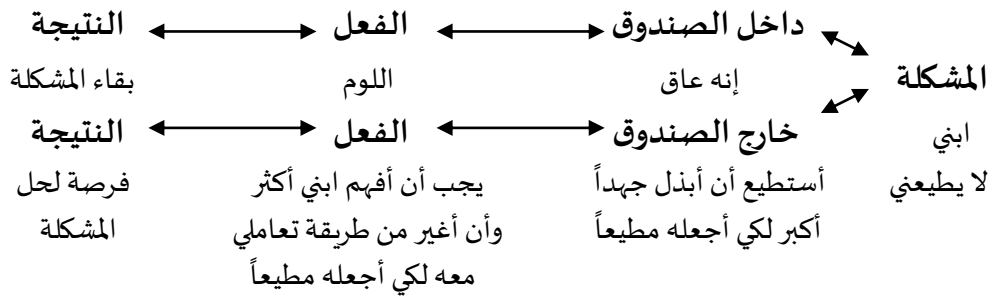 داخل الصندوق الفعل النتيجة
المشكلة إنه عاق اللوم بقاء المشكلة
ابني خارج الصندوق الفعل النتيجة
لا يطيعني أستطيع أن أبذل جهداً يجب أن أفهم ابني أكثر فرصة لحل
أكبر لكي أجعله مطيعاً وأن أغير من طريقة تعاملي المشكلة
معه لكي أجعله مطيعاً